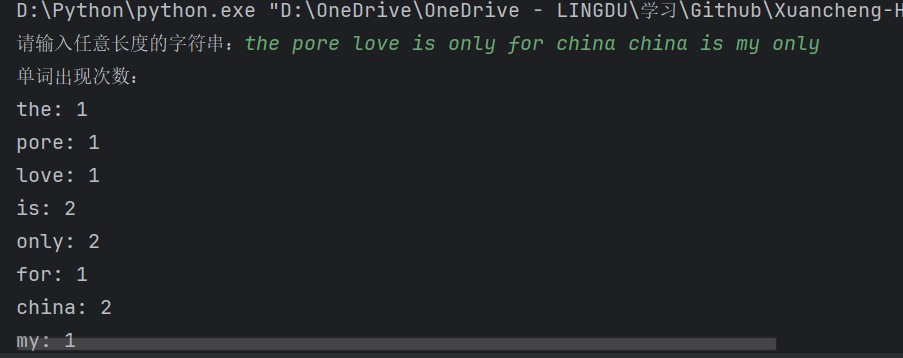 D:\Python\python.exe "D:\OneDrive\OneDrive - LINGDU\学习\Github\Xuancheng-H
请输入任意长度的字符串：the pore love is only for china china is my only
单词出现次数：
the: 1
pore: 1
love: 1
is: 2
only: 2
for: 1
china: 2
my: 1